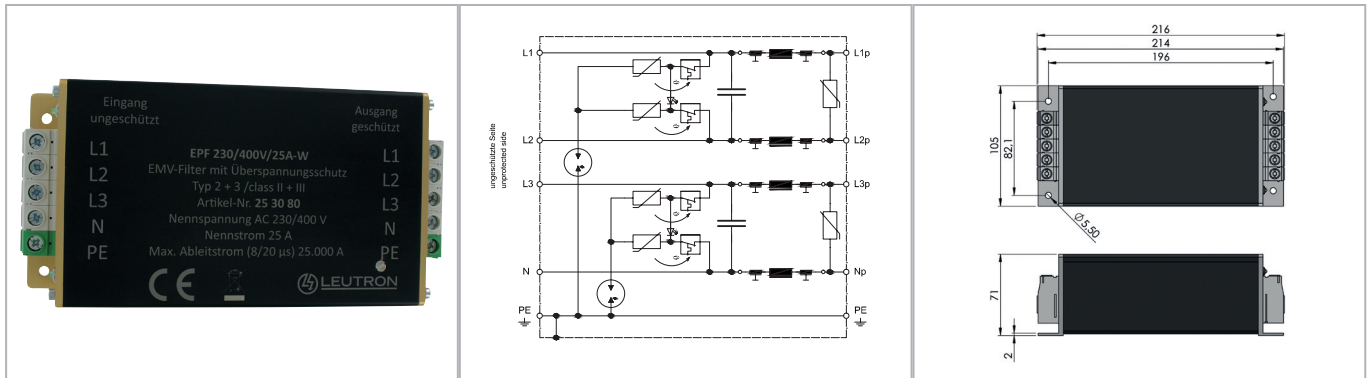 Eingang
ungeschützt
Ausgang
geschützt
L1
L2
L3
N
PE
EPF 230/400V/25A-W
EMV-Filter mit Überspannungsschutz
Typ 2 + 3 /class II + III
Artikel-Nr. 25 30 80
Nennspannung AC 230/400 V
Nennstrom 25 A
Max. Ableitstrom (8/20 µs) 25.000 A
L1
L2
L3
N
PE
CE
LEUTRON
L1
L1p
L2
L2p
ungeschützte Seite
unprotected side
L3
L3p
N
Np
PE
PE
216
214
196
105
82,1
Ø5,50
71
2